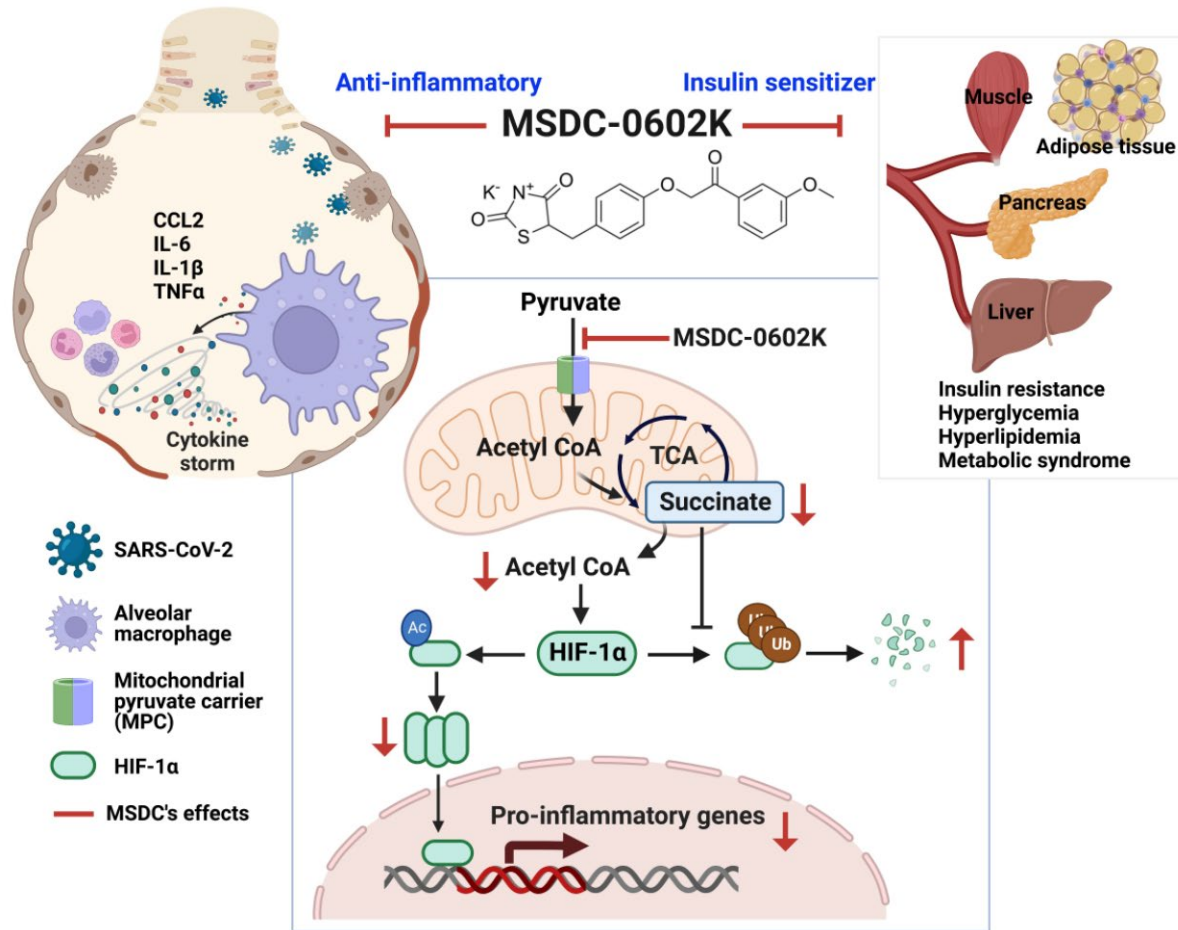 Anti-inflammatory
Insulin sensitizer
MSDC-0602K
K⁻
N⁺
O
O
S
O
O
O
CCL2
IL-6
IL-1β
TNFα
Cytokine
storm
Muscle
Adipose tissue
Pancreas
Liver
Insulin resistance
Hyperglycemia
Hyperlipidemia
Metabolic syndrome
Pyruvate
MSDC-0602K
Acetyl CoA
TCA
Succinate
Acetyl CoA
Ac
HIF-1α
Ub
Pro-inflammatory genes
SARS-CoV-2
Alveolar
macrophage
Mitochondrial
pyruvate carrier
(MPC)
HIF-1α
MSDC's effects